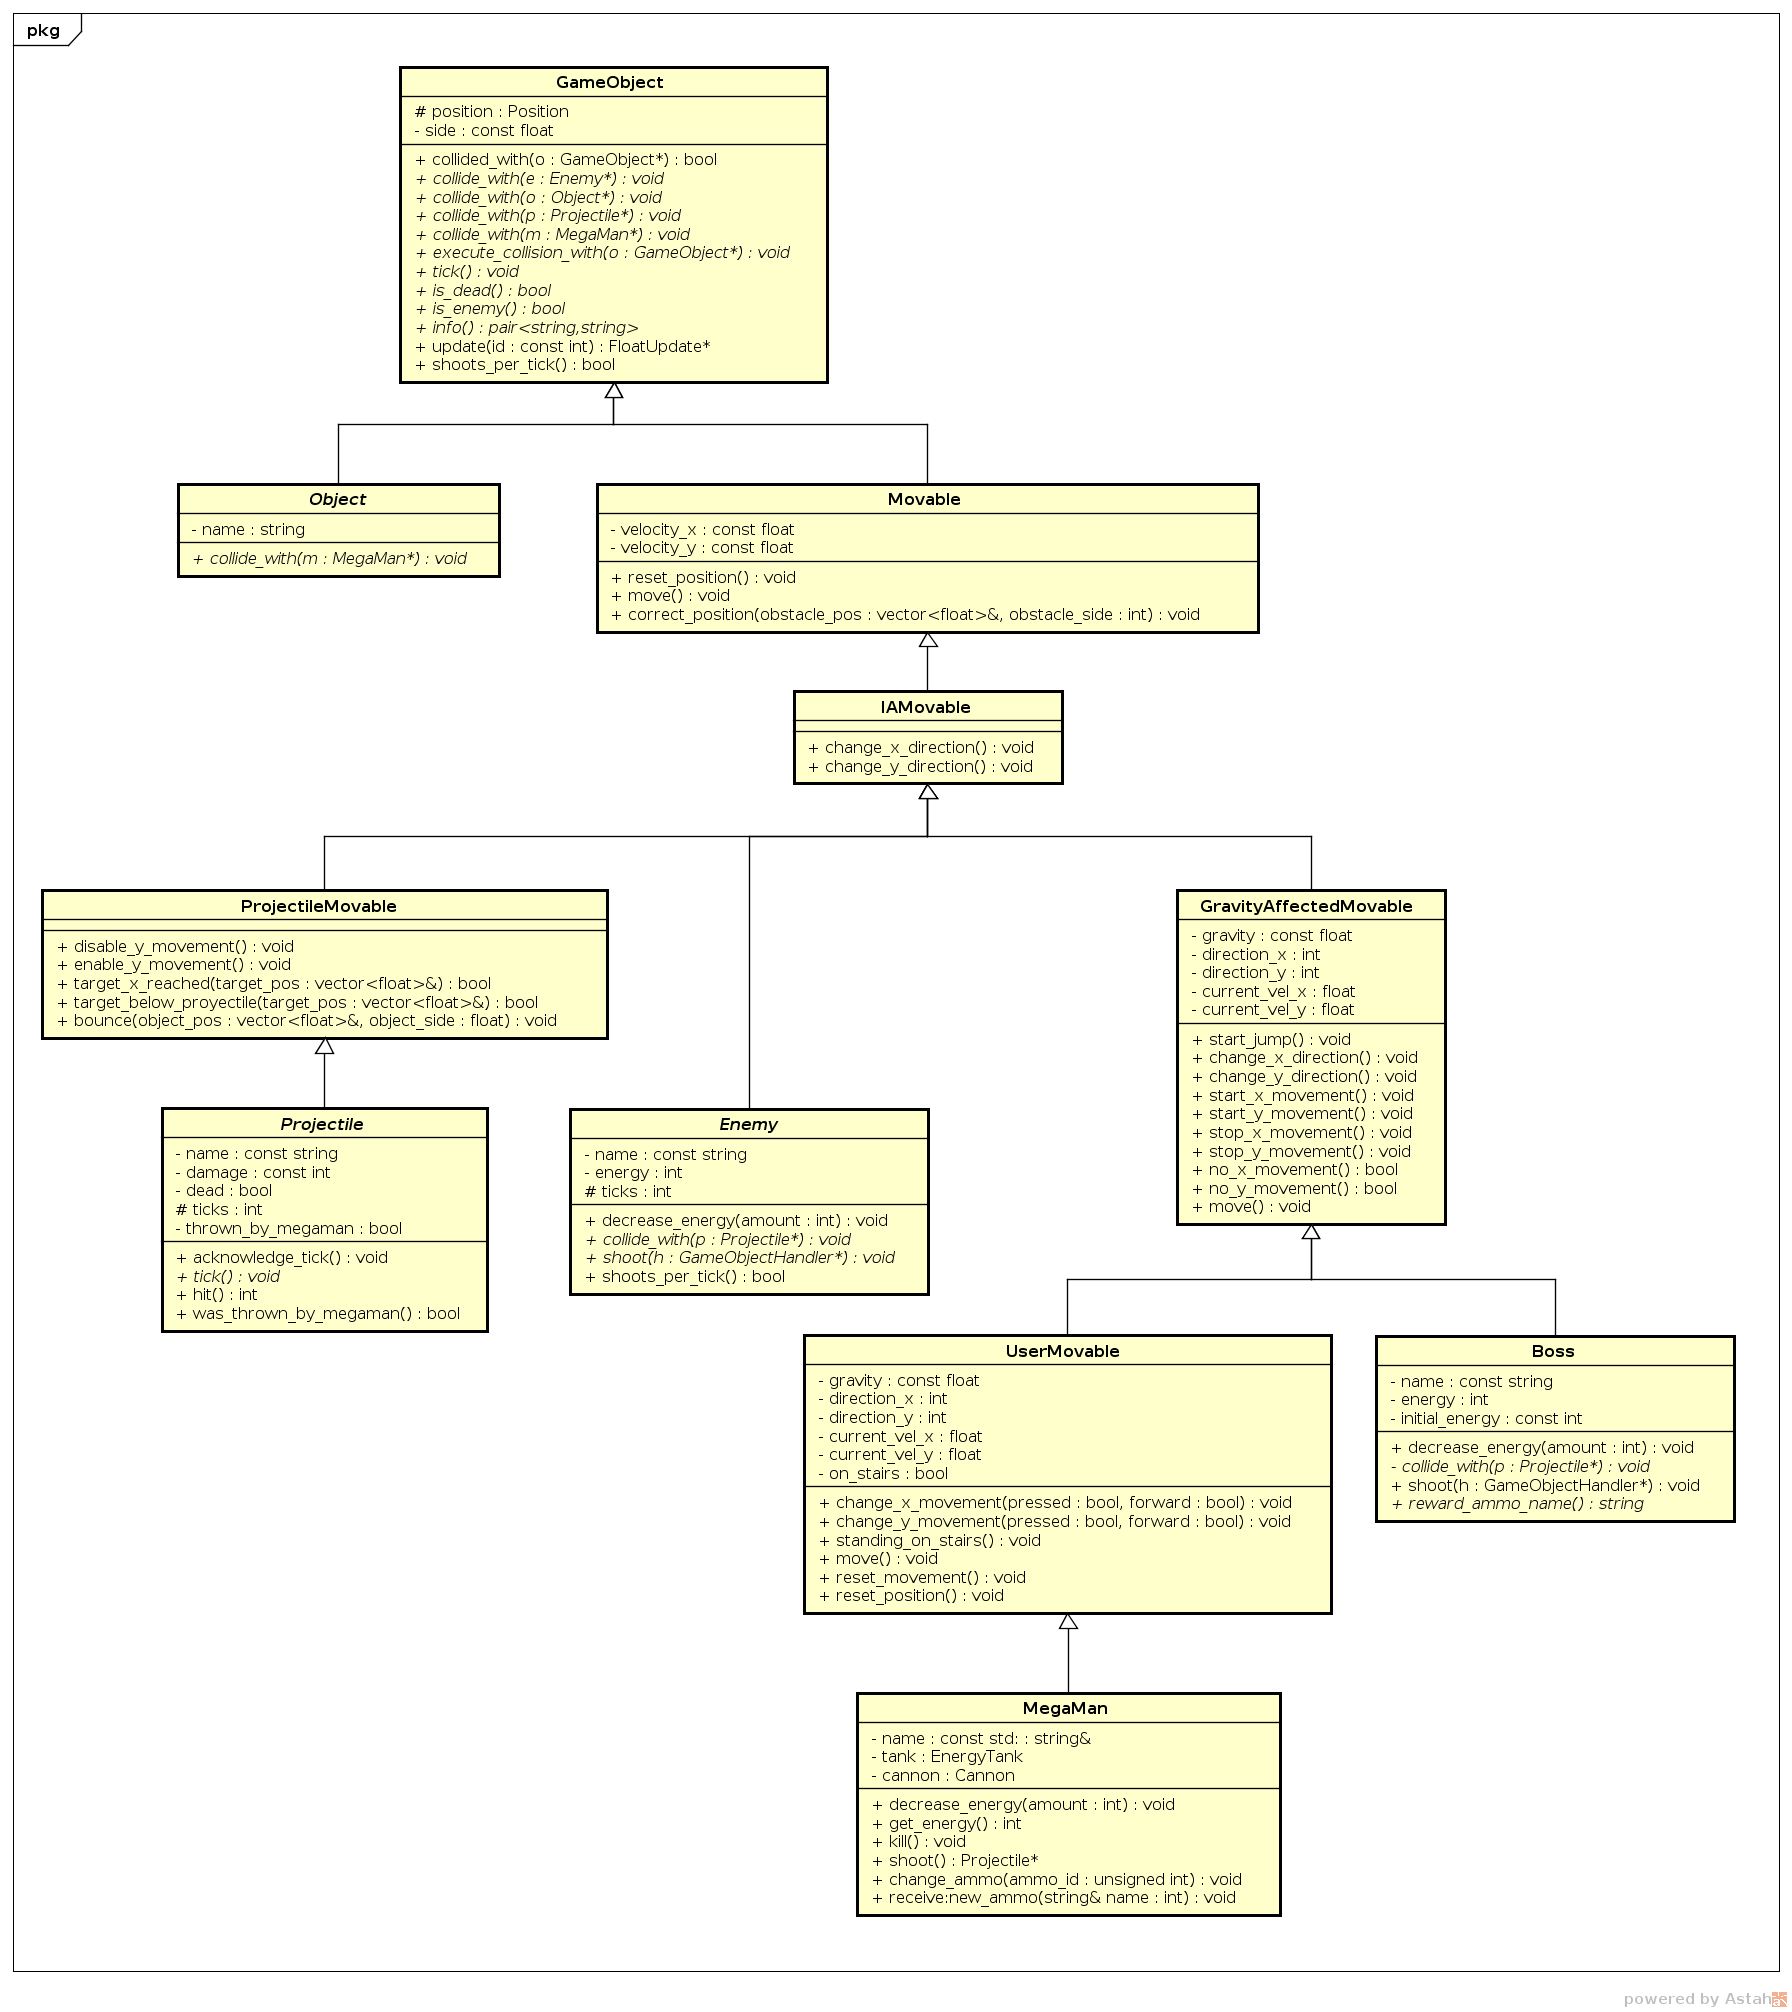 pkg
GameObject
# position : Position
- side : const float
+ collided_with(o : GameObject*) : bool
+ collide_with(e : Enemy*) : void
+ collide_with(o : Object*) : void
+ collide_with(p : Projectile*) : void
+ collide_with(m : MegaMan*) : void
+ execute_collision_with(o : GameObject*) : void
+ tick() : void
+ is_dead() : bool
+ is_enemy() : bool
+ info() : pair<string,string>
+ update(id : const int) : FloatUpdate*
+ shoots_per_tick() : bool
Object
- name : string
+ collide_with(m : MegaMan*) : void
Movable
- velocity_x : const float
- velocity_y : const float
+ reset_position() : void
+ move() : void
+ correct_position(obstacle_pos : vector<float>&, obstacle_side : int) : void
IAMovable
+ change_x_direction() : void
+ change_y_direction() : void
ProjectileMovable
+ disable_y_movement() : void
+ enable_y_movement() : void
+ target_x_reached(target_pos : vector<float>&) : bool
+ target_below_proyectile(target_pos : vector<float>&) : bool
+ bounce(object_pos : vector<float>&, object_side : float) : void
GravityAffectedMovable
- gravity : const float
- direction_x : int
- direction_y : int
- current_vel_x : float
- current_vel_y : float
+ start_jump() : void
+ change_x_direction() : void
+ change_y_direction() : void
+ start_x_movement() : void
+ start_y_movement() : void
+ stop_x_movement() : void
+ stop_y_movement() : void
+ no_x_movement() : bool
+ no_y_movement() : bool
+ move() : void
Projectile
- name : const string
- damage : const int
- dead : bool
# ticks : int
- thrown_by_megaman : bool
+ acknowledge_tick() : void
+ tick() : void
+ hit() : int
+ was_thrown_by_megaman() : bool
Enemy
- name : const string
- energy : int
# ticks : int
+ decrease_energy(amount : int) : void
+ collide_with(p : Projectile*) : void
+ shoot(h : GameObjectHandler*) : void
+ shoots_per_tick() : bool
UserMovable
- gravity : const float
- direction_x : int
- direction_y : int
- current_vel_x : float
- current_vel_y : float
- on_stairs : bool
+ change_x_movement(pressed : bool, forward : bool) : void
+ change_y_movement(pressed : bool, forward : bool) : void
+ standing_on_stairs() : void
+ move() : void
+ reset_movement() : void
+ reset_position() : void
Boss
- name : const string
- energy : int
- initial_energy : const int
+ decrease_energy(amount : int) : void
- collide_with(p : Projectile*) : void
+ shoot(h : GameObjectHandler*) : void
+ reward_ammo_name() : string
MegaMan
- name : const std: : string&
- tank : EnergyTank
- cannon : Cannon
+ decrease_energy(amount : int) : void
+ get_energy() : int
+ kill() : void
+ shoot() : Projectile*
+ change_ammo(ammo_id : unsigned int) : void
+ receive:new_ammo(string& name : int) : void
powered by Astah